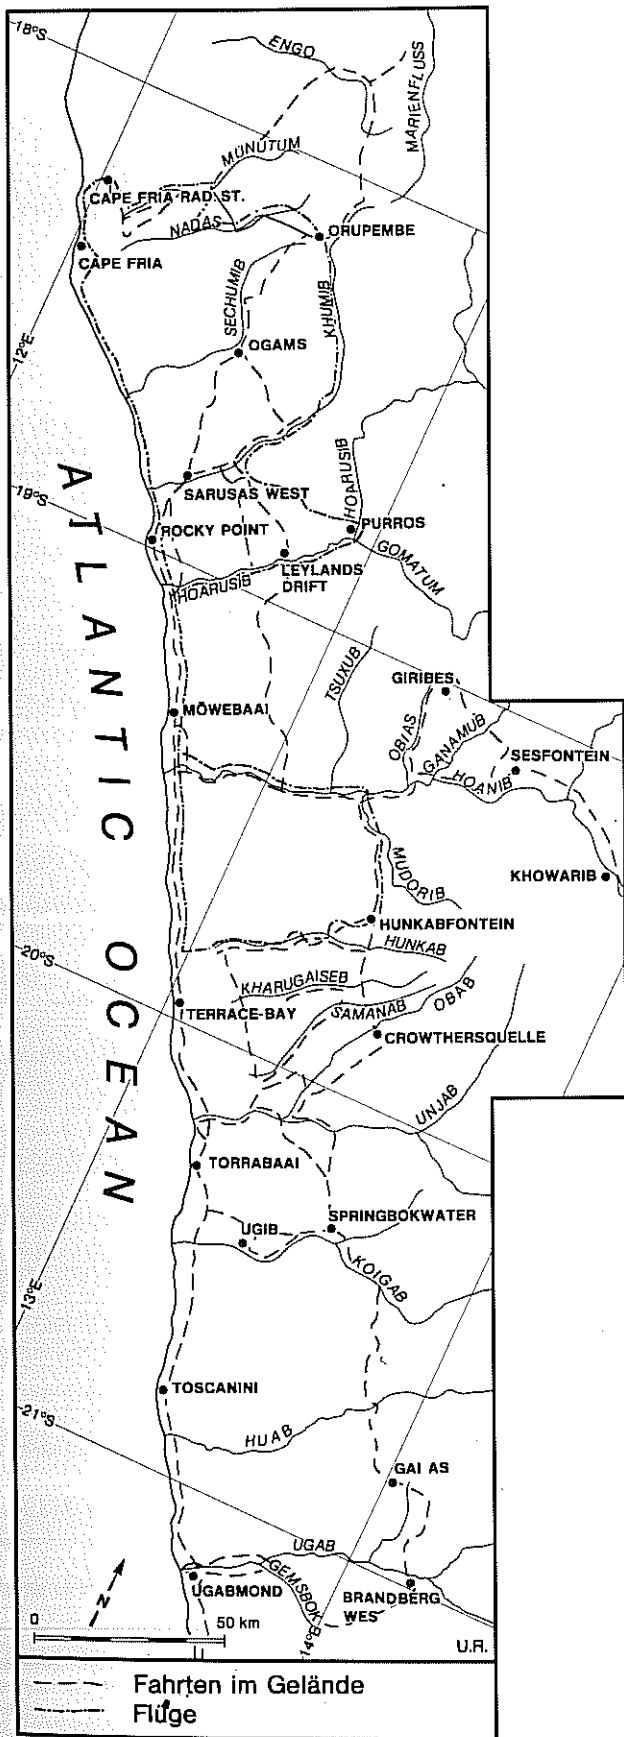 18°S
ENGO
MARIENFLUSS
MUNUTUM
CAPE FRIA RAD. ST.
NADAS
ORUPEMBE
CAPE FRIA
SECHUMIB
KHUMIB
12°E
OGAMS
ATLANTIC OCEAN
19°S
SARUSAS WEST
HOARUSIB
ROCKY POINT
PURROS
LEYLANDS
DRIFT
GOMATUM
HOARUSIB
TSUXUB
GIRIBES
MÖWEBAAI
OBIAS
GANAMUB
SESFONTEIN
HOANIB
MUDORIB
KHOWARIB
HUNKABFONTEIN
20°S
HUNKAB
KHARUGAISEB
TERRACE-BAY
SAMANAB
OBAB
CROWTHERSQUELLE
UNJAB
TORRABAAI
SPRINGBOKWATER
UGIB
KOIGAB
13°E
TOSCANINI
21°S
HUAB
GAI AS
UGAB
GEMSBOK
UGABMOND
BRANDBERG
WES
N
0 50 km
U.R.
Fahrten im Gelände
Flüge